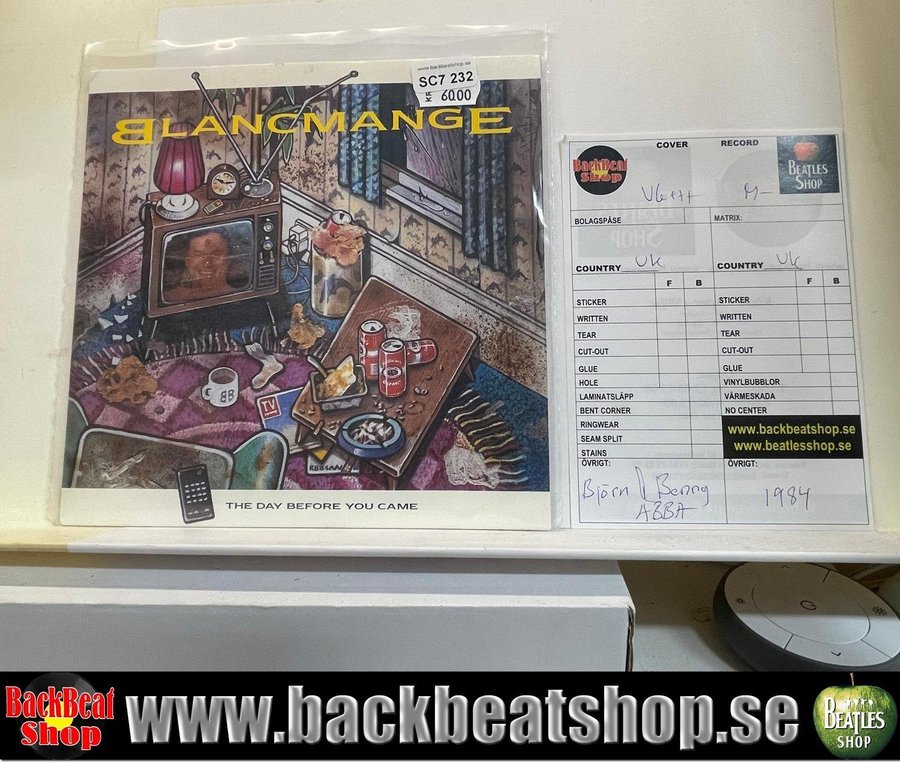 www.backbeatshop.se
SC7 232
KR 6000
BLANCMANGE
TV
BB
THE DAY BEFORE YOU CAME
COVER RECORD
BackBeat Shop
BEATLES SHOP
VG+++ M-
BOLAGSPÅSE MATRIX:
COUNTRY UK COUNTRY UK
F B F B
STICKER STICKER
WRITTEN WRITTEN
TEAR TEAR
CUT-OUT CUT-OUT
GLUE GLUE
HOLE VINYLBUBBLOR
LAMINATSLÄPP VÄRMESKADA
BENT CORNER NO CENTER
RINGWEAR
SEAM SPLIT
STAINS
www.backbeatshop.se
www.beatlesshop.se
ÖVRIGT: ÖVRIGT:
Björn Benny
ABBA
1984
BackBeat Shop
www.backbeatshop.se
BEATLES SHOP